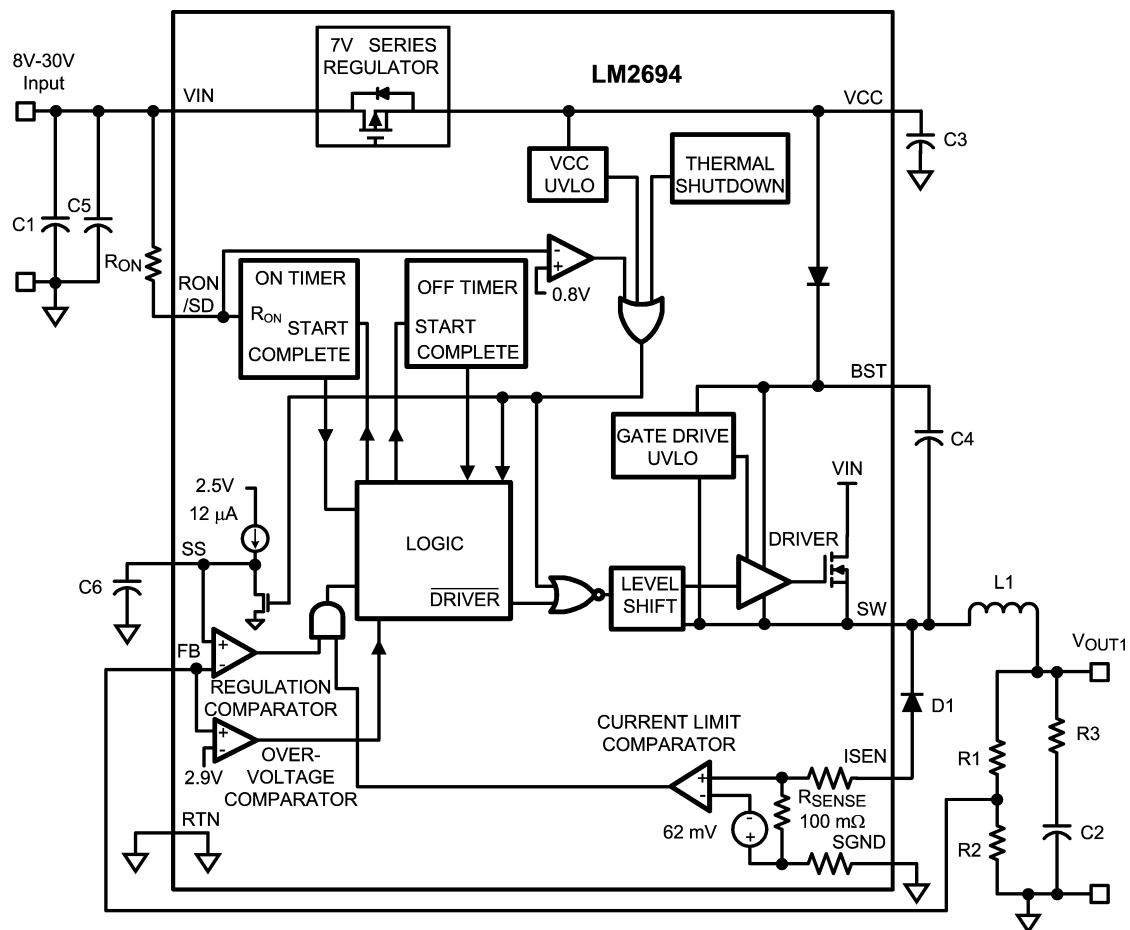 7V SERIES
REGULATOR
LM2694
8V-30V
Input
VIN
VCC
C3
VCC
UVLO
THERMAL
SHUTDOWN
C1
C5
RON
RON
/SD
ON TIMER
RON
START
COMPLETE
OFF TIMER
START
COMPLETE
-
+
0.8V
BST
C4
GATE DRIVE
UVLO
VIN
DRIVER
2.5V
12 μA
SS
C6
LOGIC
DRIVER
LEVEL
SHIFT
SW
L1
VOUT1
FB
+
-
REGULATION
COMPARATOR
+
-
2.9V
OVER-
VOLTAGE
COMPARATOR
CURRENT LIMIT
COMPARATOR
D1
ISEN
R3
R1
+
-
RSENSE
100 mΩ
62 mV
-
+
SGND
RTN
R2
C2